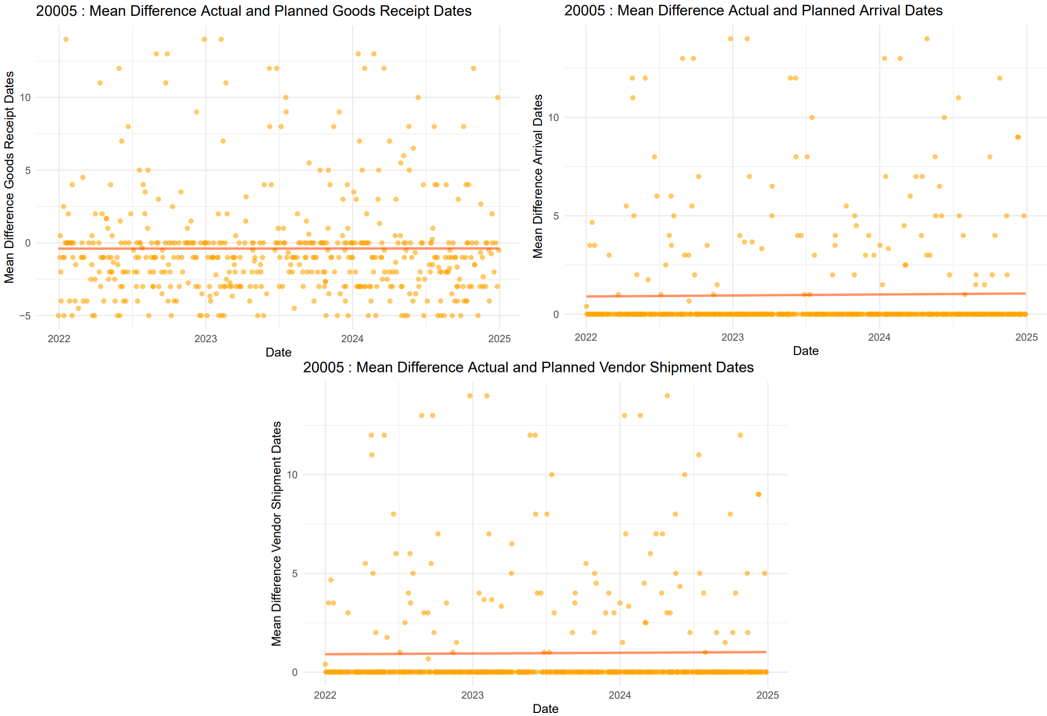 20005 : Mean Difference Actual and Planned Goods Receipt Dates
Mean Difference Goods Receipt Dates
10
5
0
−5
2022
2023
2024
2025
Date
20005 : Mean Difference Actual and Planned Arrival Dates
Mean Difference Arrival Dates
10
5
0
2022
2023
2024
2025
Date
20005 : Mean Difference Actual and Planned Vendor Shipment Dates
Mean Difference Vendor Shipment Dates
10
5
0
2022
2023
2024
2025
Date